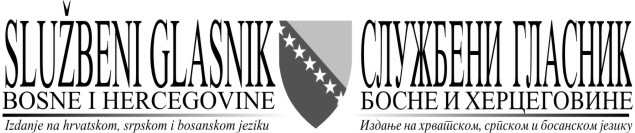 SLUŽBENI GLASNIK
BOSNE I HERCEGOVINE
Izdanje na hrvatskom, srpskom i bosanskom jeziku
СЛУЖБЕНИ ГЛАСНИК
БОСНЕ И ХЕРЦЕГОВИНЕ
Издање на хрватском, српском и босанском језику